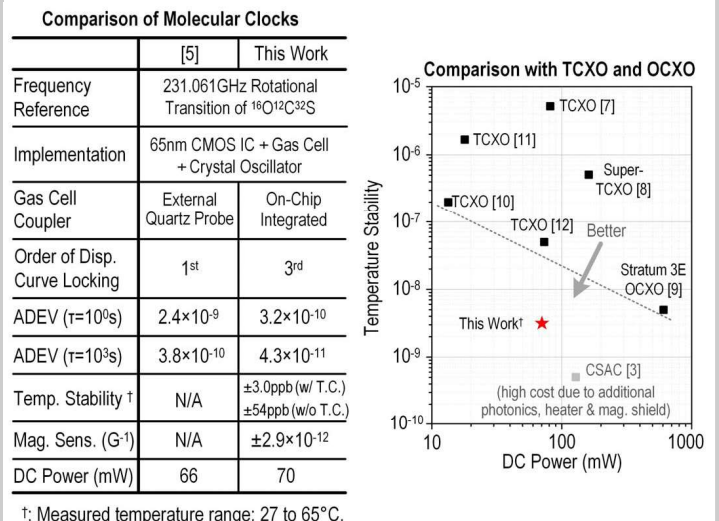 Comparison of Molecular Clocks
[5] This Work
Frequency Reference 231.061GHz Rotational
Transition of ¹⁶O¹²C³²S
Implementation 65nm CMOS IC + Gas Cell
+ Crystal Oscillator
Gas Cell Coupler External Quartz Probe On-Chip Integrated
Order of Disp. Curve Locking 1st 3rd
ADEV (τ=10⁰s) 2.4×10⁻⁹ 3.2×10⁻¹⁰
ADEV (τ=10³s) 3.8×10⁻¹⁰ 4.3×10⁻¹¹
Temp. Stability † N/A ±3.0ppb (w/ T.C.)
±54ppb (w/o T.C.)
Mag. Sens. (G⁻¹) N/A ±2.9×10⁻¹²
DC Power (mW) 66 70
†: Measured temperature range: 27 to 65°C.
Comparison with TCXO and OCXO
Temperature Stability
10⁻⁵
10⁻⁶
10⁻⁷
10⁻⁸
10⁻⁹
10⁻¹⁰
TCXO [7]
TCXO [11]
Super-
TCXO [8]
TCXO [10]
TCXO [12]
Better
Stratum 3E
OCXO [9]
This Work†
CSAC [3]
(high cost due to additional
photonics, heater & mag. shield)
10 100 1000
DC Power (mW)